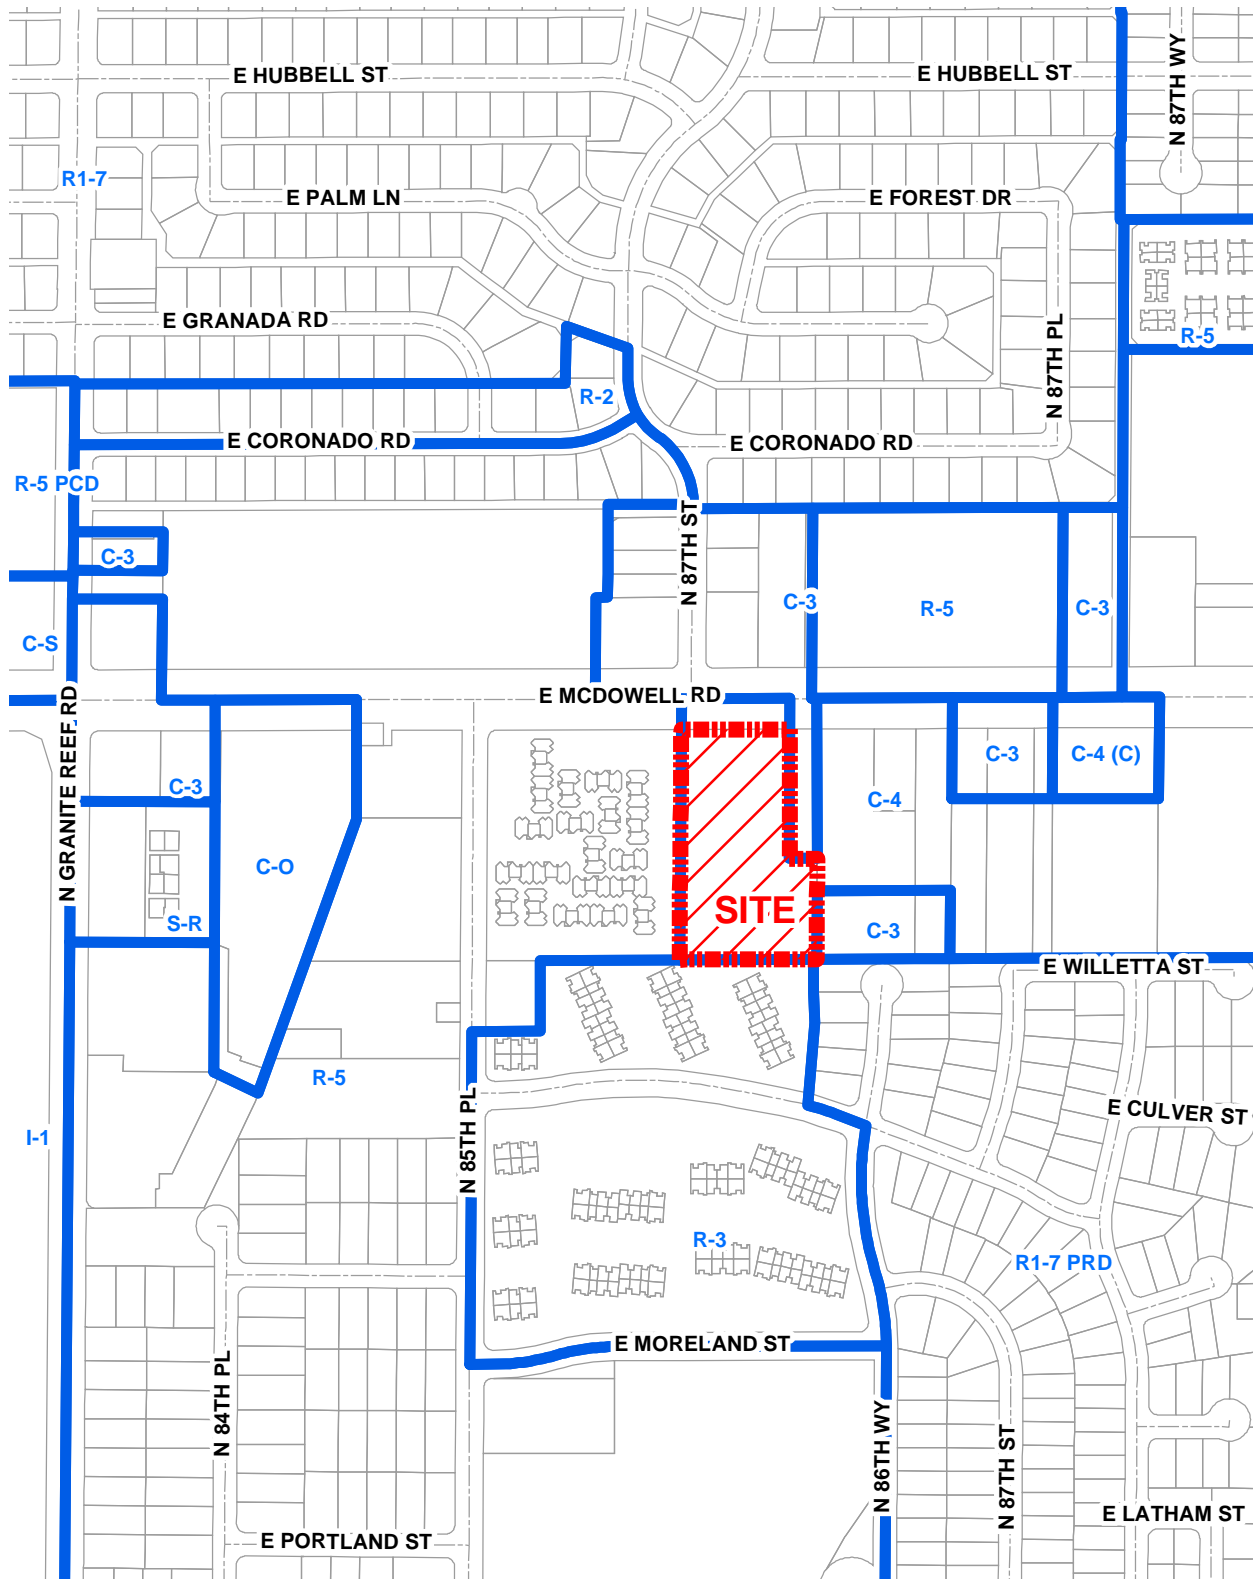 E HUBBELL ST
E HUBBELL ST
N 87TH WY
R1-7
E PALM LN
E FOREST DR
E GRANADA RD
R-5
N 87TH PL
R-2
E CORONADO RD
E CORONADO RD
R-5 PCD
N 87TH ST
C-3
C-3
R-5
C-3
C-S
E MCDOWELL RD
N GRANITE REEF RD
C-3
C-4 (C)
C-3
C-4
C-O
SITE
S-R
C-3
E WILLETTA ST
R-5
E CULVER ST
I-1
N 85TH PL
R-3
R1-7 PRD
E MORELAND ST
N 84TH PL
N 86TH WY
N 87TH ST
E LATHAM ST
E PORTLAND ST